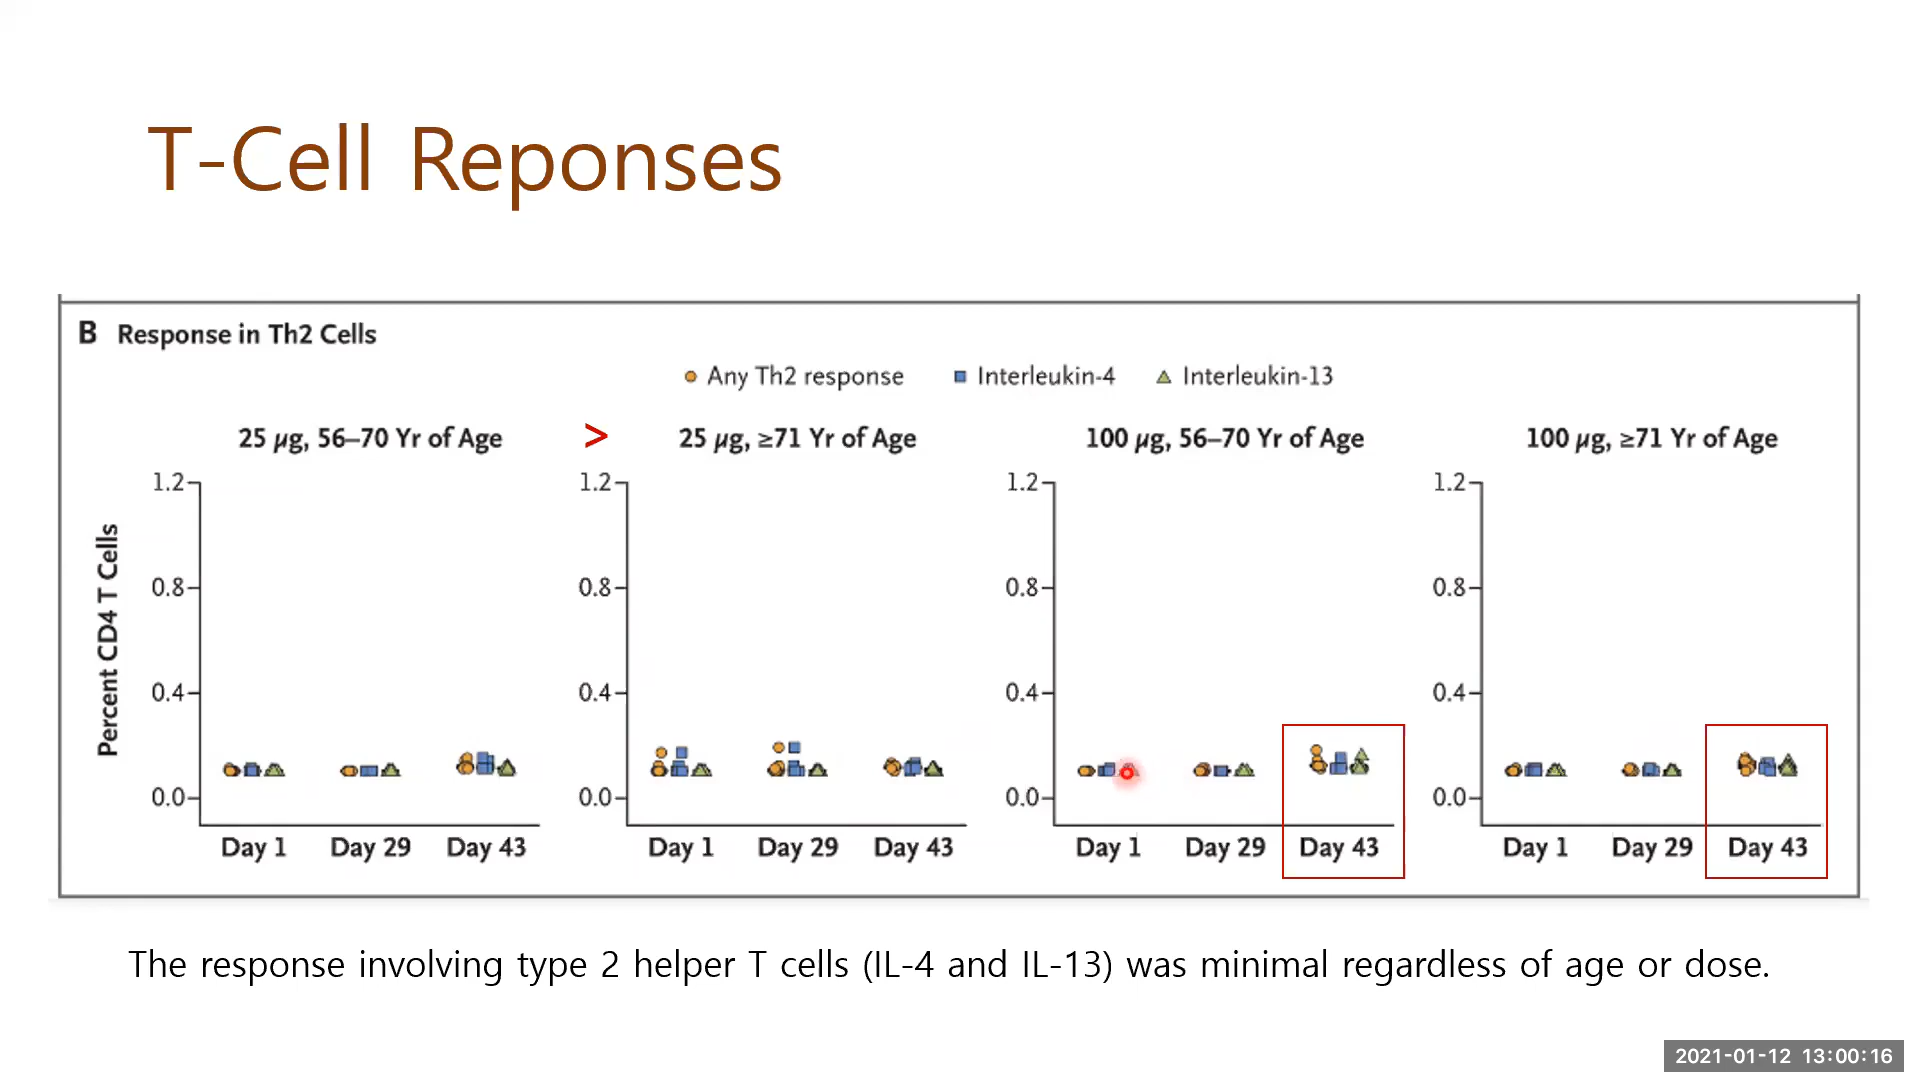 T-Cell Reponses
B Response in Th2 Cells
Any Th2 response Interleukin-4 Interleukin-13
25 µg, 56–70 Yr of Age > 25 µg, ≥71 Yr of Age 100 µg, 56–70 Yr of Age 100 µg, ≥71 Yr of Age
Percent CD4 T Cells
1.2 1.2 1.2 1.2
0.8 0.8 0.8 0.8
0.4 0.4 0.4 0.4
0.0 0.0 0.0 0.0
Day 1 Day 29 Day 43 Day 1 Day 29 Day 43 Day 1 Day 29 Day 43 Day 1 Day 29 Day 43
The response involving type 2 helper T cells (IL-4 and IL-13) was minimal regardless of age or dose.
2021-01-12 13:00:16